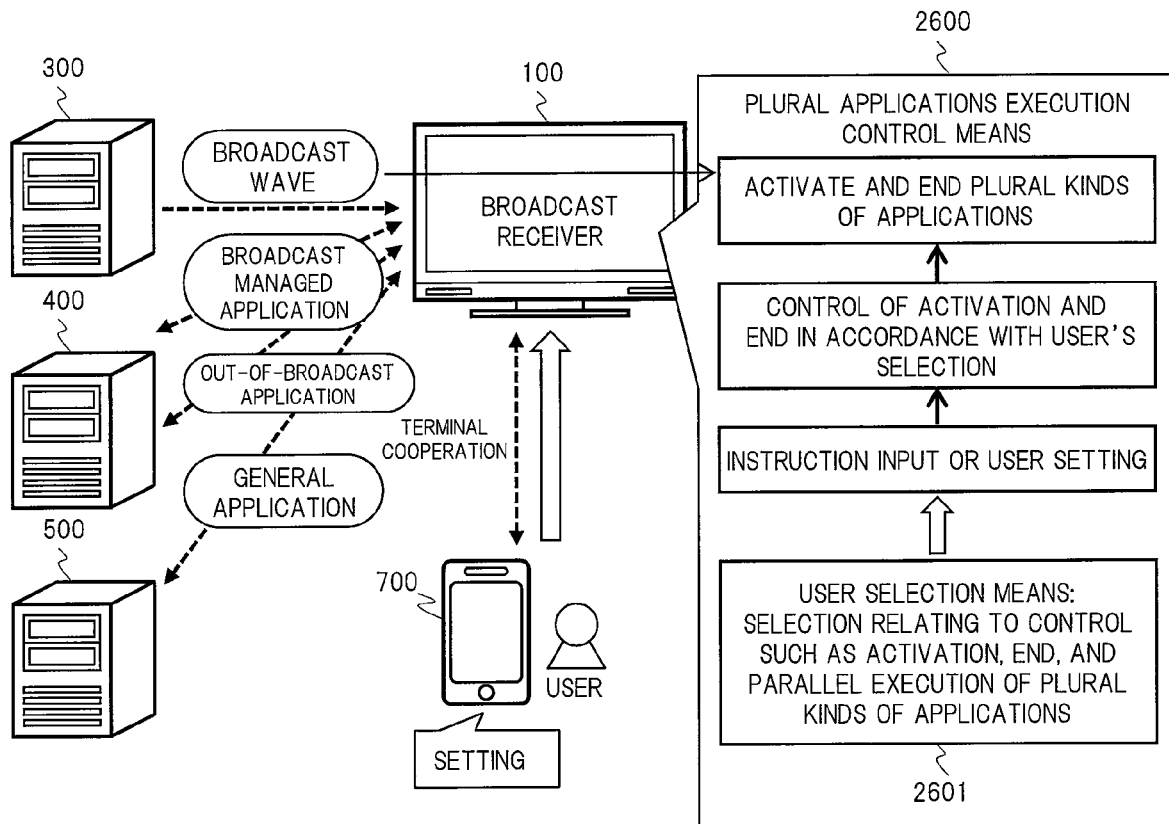 300
BROADCAST
WAVE
BROADCAST
MANAGED
APPLICATION
400
OUT-OF-BROADCAST
APPLICATION
GENERAL
APPLICATION
500
100
BROADCAST
RECEIVER
TERMINAL
COOPERATION
700
USER
SETTING
2600
PLURAL APPLICATIONS EXECUTION
CONTROL MEANS
ACTIVATE AND END PLURAL KINDS
OF APPLICATIONS
CONTROL OF ACTIVATION AND
END IN ACCORDANCE WITH USER'S
SELECTION
INSTRUCTION INPUT OR USER SETTING
USER SELECTION MEANS:
SELECTION RELATING TO CONTROL
SUCH AS ACTIVATION, END, AND
PARALLEL EXECUTION OF PLURAL
KINDS OF APPLICATIONS
2601